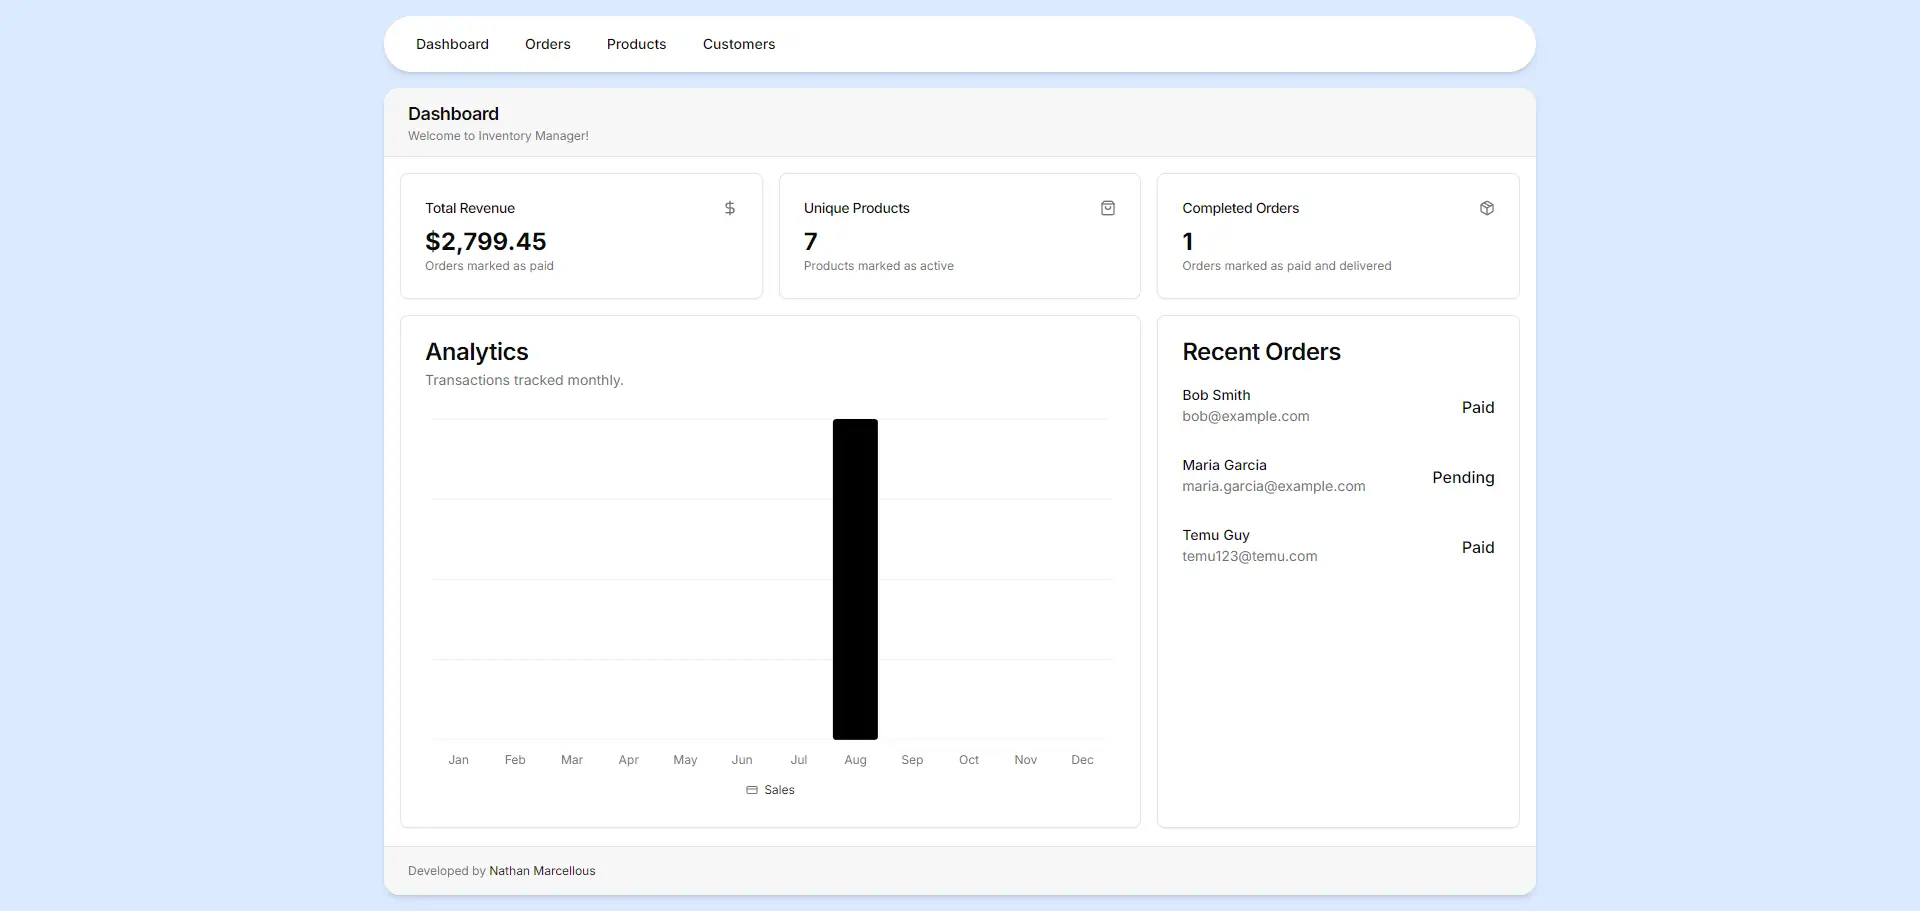 Dashboard Orders Products Customers
Dashboard
Welcome to Inventory Manager!
Total Revenue
$2,799.45
Orders marked as paid
Unique Products
7
Products marked as active
Completed Orders
1
Orders marked as paid and delivered
Analytics
Transactions tracked monthly.
Jan Feb Mar Apr May Jun Jul Aug Sep Oct Nov Dec
Sales
Recent Orders
Bob Smith
bob@example.com
Paid
Maria Garcia
maria.garcia@example.com
Pending
Temu Guy
temu123@temu.com
Paid
Developed by Nathan Marcellous